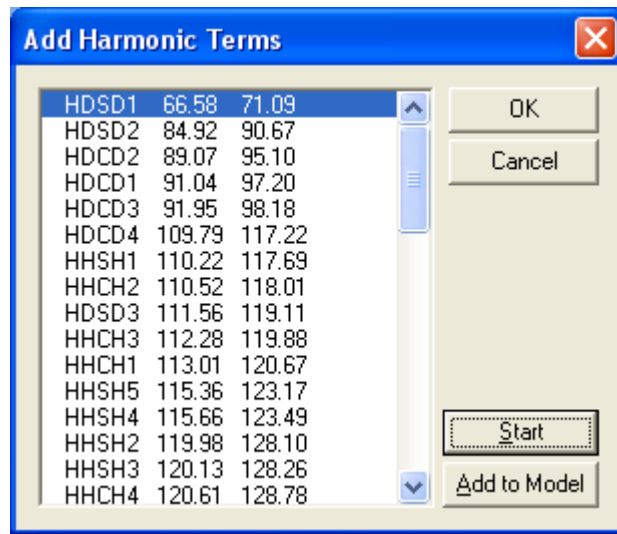 Add Harmonic Terms
HDSD1 66.58 71.09
HDSD2 84.92 90.67
HDCD2 89.07 95.10
HDCD1 91.04 97.20
HDCD3 91.95 98.18
HDCD4 109.79 117.22
HHSH1 110.22 117.69
HHCH2 110.52 118.01
HDSD3 111.56 119.11
HHCH3 112.28 119.88
HHCH1 113.01 120.67
HHSH5 115.36 123.17
HHSH4 115.66 123.49
HHSH2 119.98 128.10
HHSH3 120.13 128.26
HHCH4 120.61 128.78
OK
Cancel
Start
Add to Model